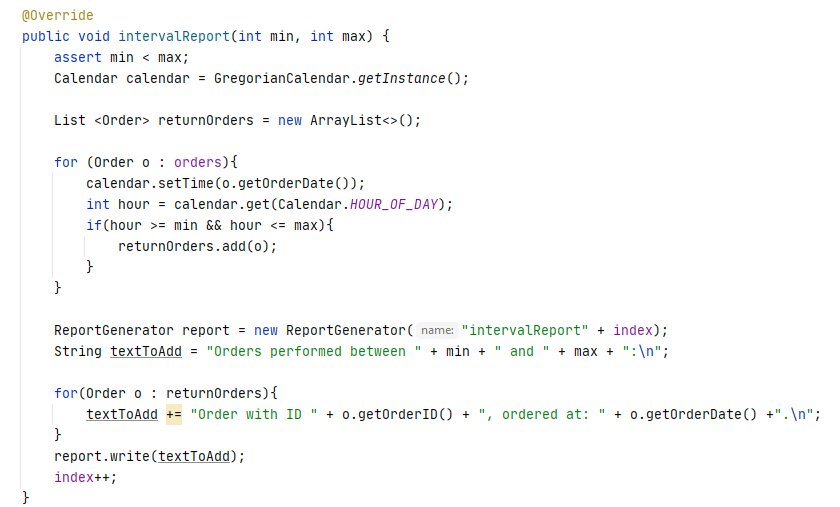 @Override
public void intervalReport(int min, int max) {
    assert min < max;
    Calendar calendar = GregorianCalendar.getInstance();

    List <Order> returnOrders = new ArrayList<>();

    for (Order o : orders){
        calendar.setTime(o.getOrderDate());
        int hour = calendar.get(Calendar.HOUR_OF_DAY);
        if(hour >= min && hour <= max){
            returnOrders.add(o);
        }
    }

    ReportGenerator report = new ReportGenerator( name: "intervalReport" + index);
    String textToAdd = "Orders performed between " + min + " and " + max + ":\n";

    for(Order o : returnOrders){
        textToAdd += "Order with ID " + o.getOrderID() + ", ordered at: " + o.getOrderDate() +".\n";
    }
    report.write(textToAdd);
    index++;
}